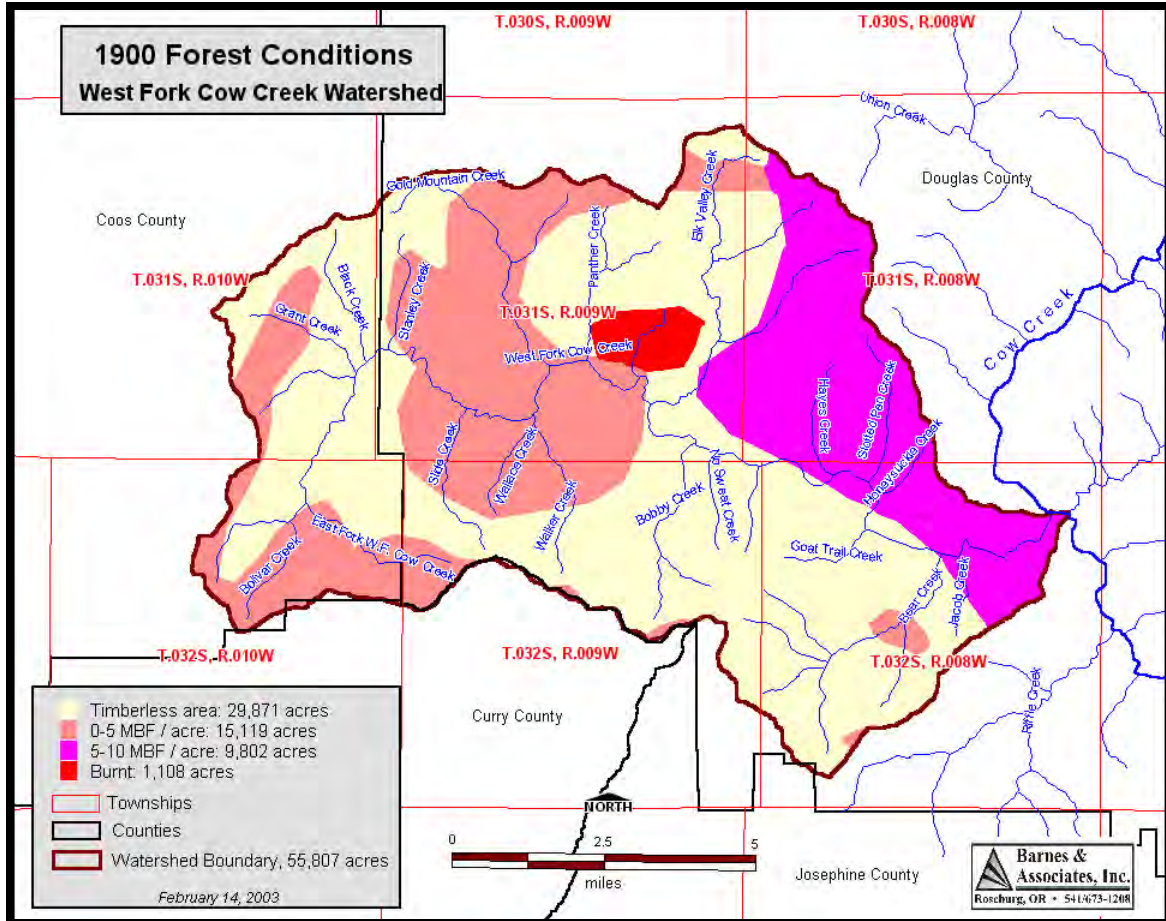 T.030S, R.009W
T.030S, R.008W
1900 Forest Conditions
West Fork Cow Creek Watershed
Union Creek
Gold Mountain Creek
Elk Valley Creek
Douglas County
Coos County
Panther Creek
Black Creek
T.031S, R.010W
Stanley Creek
T.031S, R.008W
Grant Creek
T.031S, R.009W
Cow Creek
West Fork Cow Creek
Hayes Creek
Slotted Pen Creek
Slide Creek
Wallace Creek
Honeysuckle Creek
No Sweat Creek
Bobby Creek
Walker Creek
East Fork W.F. Cow Creek
Goat Trail Creek
Bolivar Creek
Bear Creek
Jacob Creek
T.032S, R.010W
T.032S, R.009W
T.032S, R.008W
Riffle Creek
Curry County
Timberless area: 29,871 acres
0-5 MBF / acre: 15,119 acres
5-10 MBF / acre: 9,802 acres
Burnt: 1,108 acres
Townships
Counties
Watershed Boundary, 55,807 acres
February 14, 2003
NORTH
0 2.5 5
miles
Josephine County
Barnes &
Associates, Inc.
Roseburg, OR • 541/673-1208